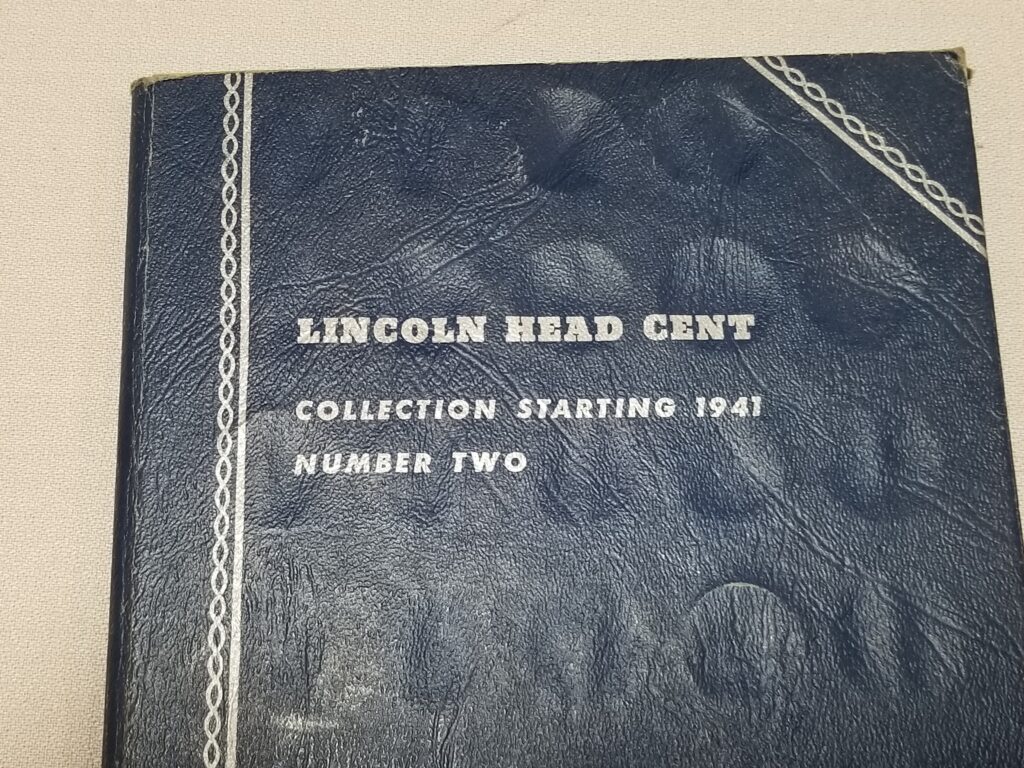 LINCOLN HEAD CENT
COLLECTION STARTING 1941
NUMBER TWO